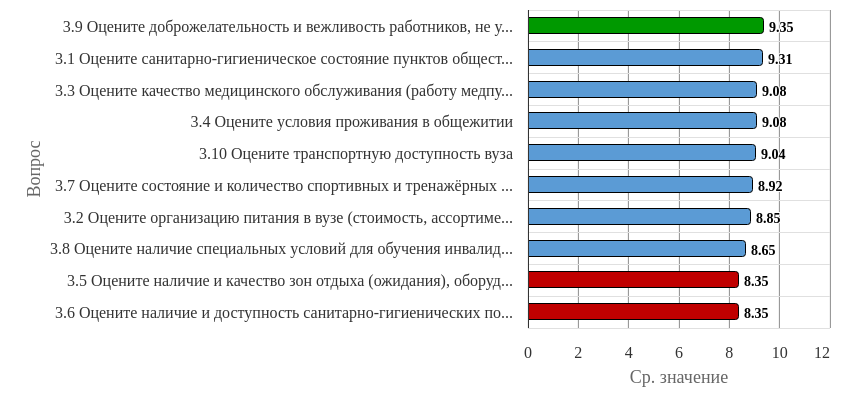 3.9 Оцените доброжелательность и вежливость работников, не у... 9.35
3.1 Оцените санитарно-гигиеническое состояние пунктов общест... 9.31
3.3 Оцените качество медицинского обслуживания (работу медпу... 9.08
3.4 Оцените условия проживания в общежитии 9.08
3.10 Оцените транспортную доступность вуза 9.04
3.7 Оцените состояние и количество спортивных и тренажёрных ... 8.92
3.2 Оцените организацию питания в вузе (стоимость, ассортиме... 8.85
3.8 Оцените наличие специальных условий для обучения инвалид... 8.65
3.5 Оцените наличие и качество зон отдыха (ожидания), оборуд... 8.35
3.6 Оцените наличие и доступность санитарно-гигиенических по... 8.35
Вопрос
0 2 4 6 8 10 12
Ср. значение